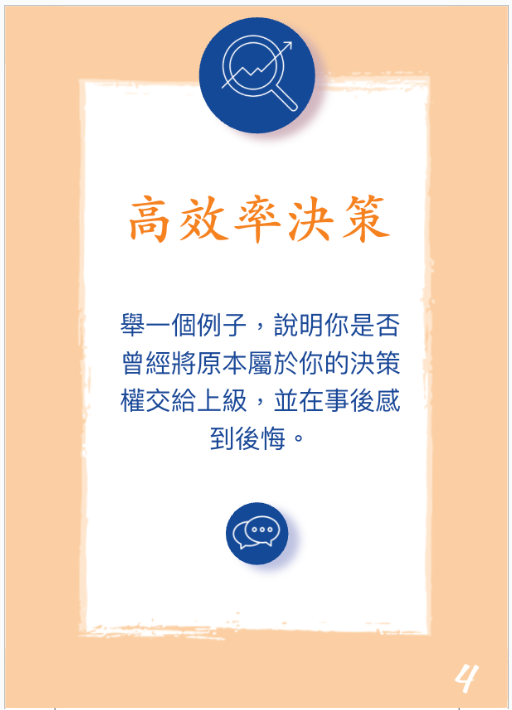 高效率決策
舉一個例子，說明你是否
曾經將原本屬於你的決策
權交給上級，並在事後感
到後悔。
4